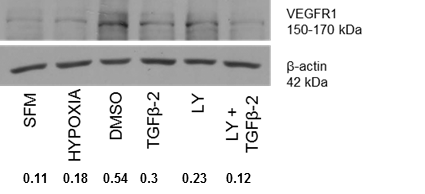 VEGFR1
150-170 kDa
β-actin
42 kDa
SFM
HYPOXIA
DMSO
TGFβ-2
LY
LY +
TGFβ-2
0.11 0.18 0.54 0.3 0.23 0.12